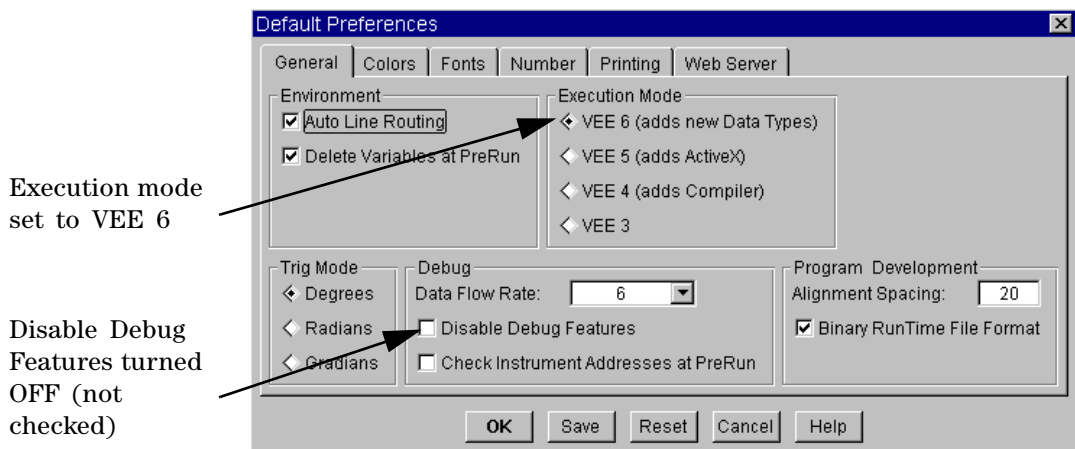 Default Preferences
General Colors Fonts Number Printing Web Server
Environment
Auto Line Routing
Delete Variables at PreRun
Execution Mode
VEE 6 (adds new Data Types)
VEE 5 (adds ActiveX)
VEE 4 (adds Compiler)
VEE 3
Execution mode
set to VEE 6
Trig Mode
Degrees
Radians
Gradians
Debug
Data Flow Rate: 6
Disable Debug Features
Check Instrument Addresses at PreRun
Program Development
Alignment Spacing: 20
Binary RunTime File Format
Disable Debug
Features turned
OFF (not
checked)
OK Save Reset Cancel Help